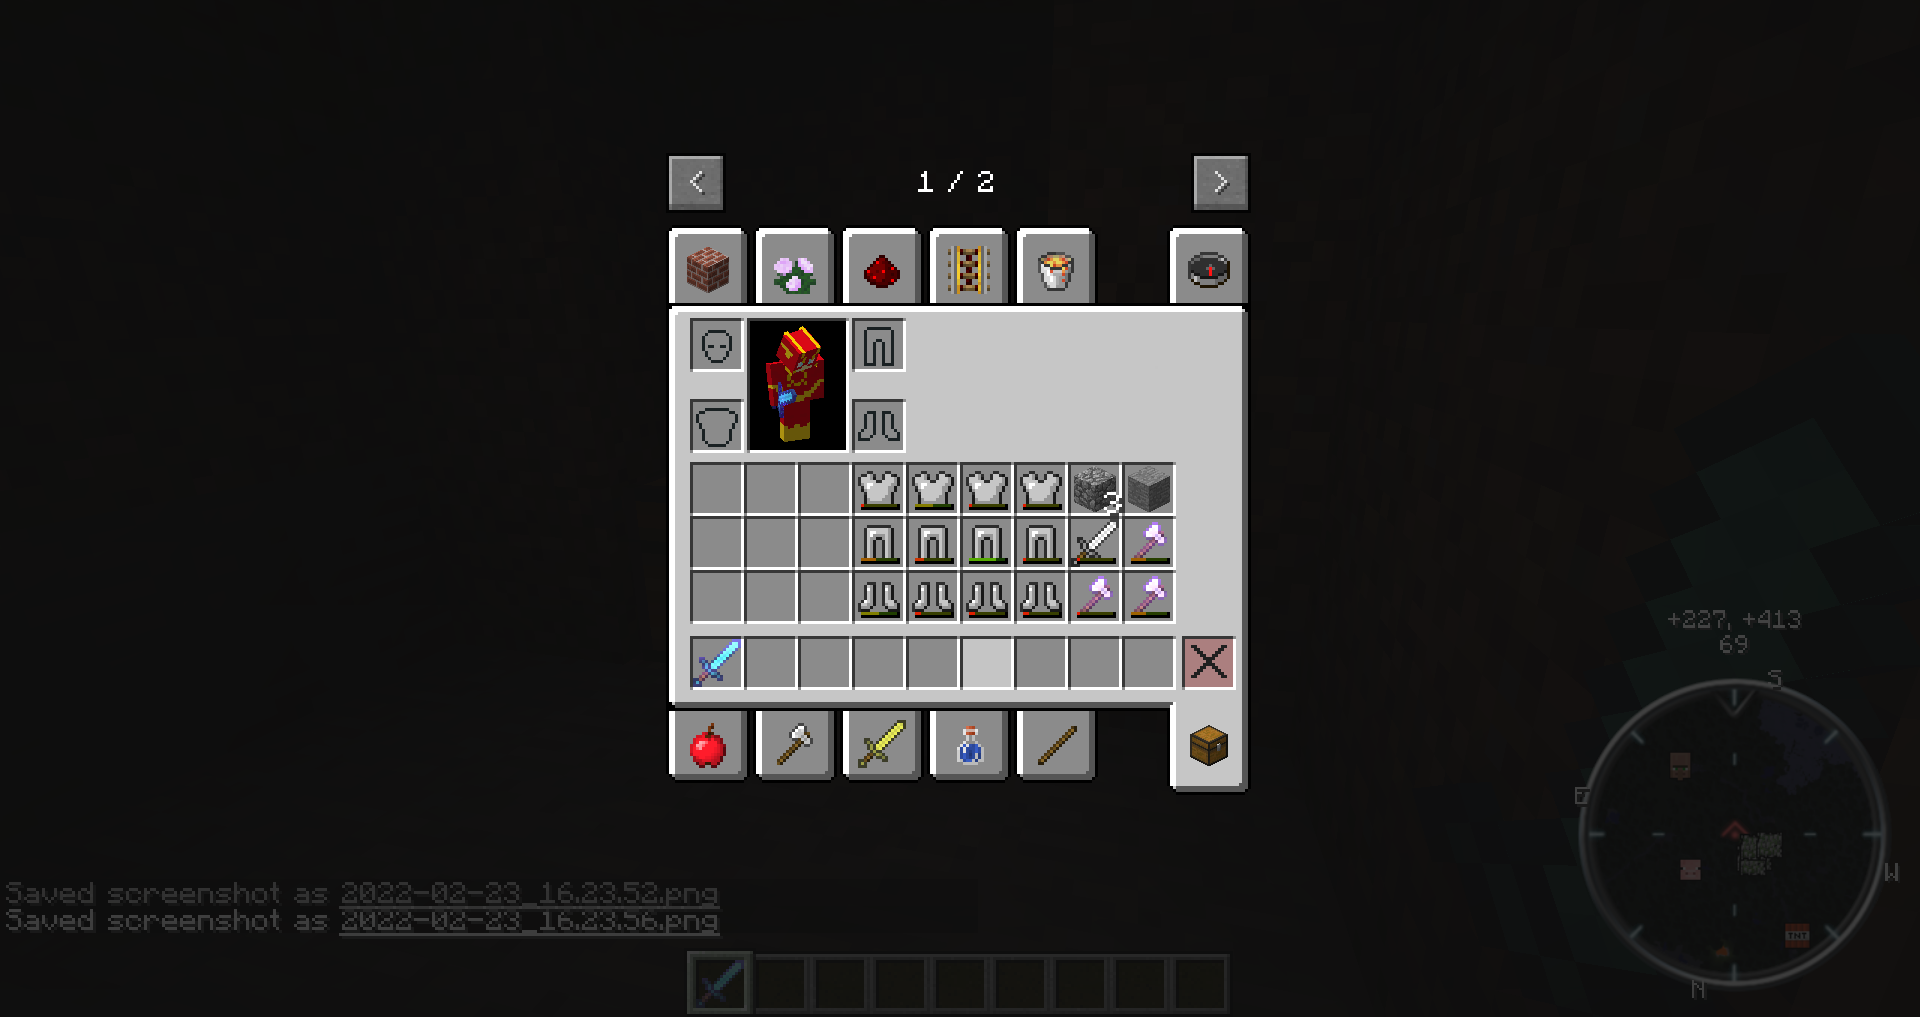 1 / 2
3
+227, +413
69
S
E
W
TNT
N
Saved screenshot as 2022-02-23_16.23.52.png
Saved screenshot as 2022-02-23_16.23.56.png